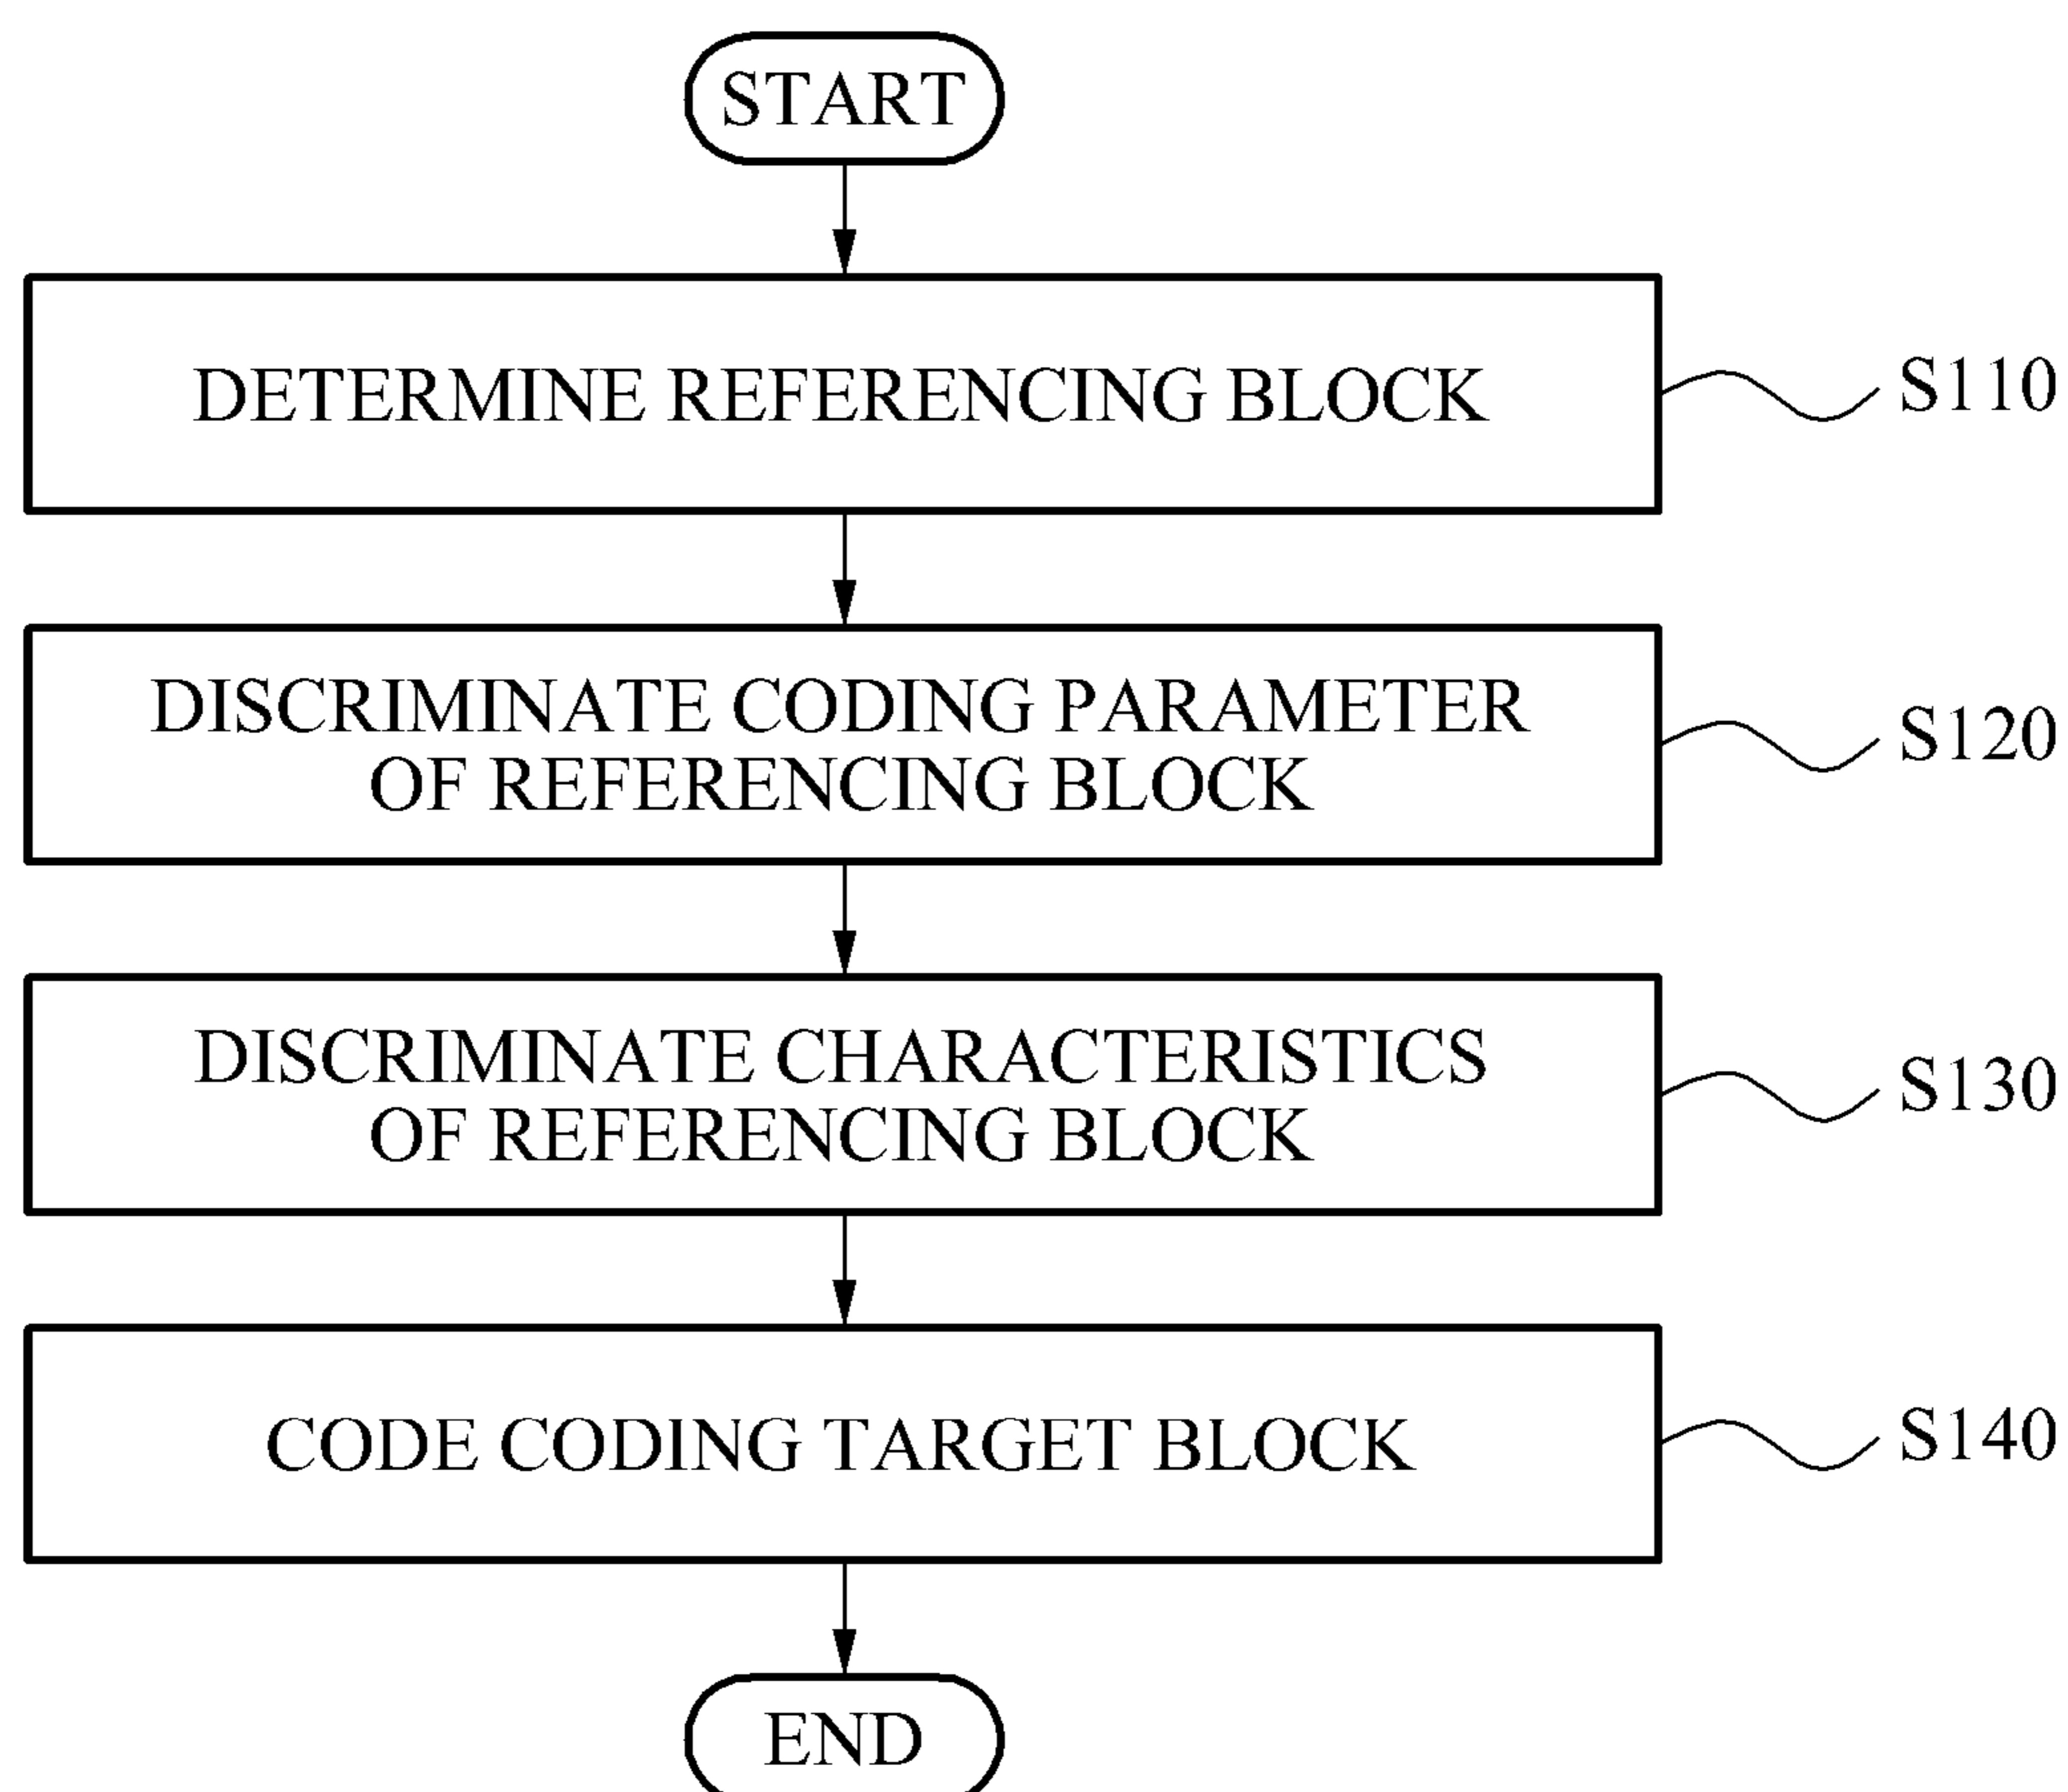 START
DETERMINE REFERENCING BLOCK
S110
DISCRIMINATE CODING PARAMETER
OF REFERENCING BLOCK
S120
DISCRIMINATE CHARACTERISTICS
OF REFERENCING BLOCK
S130
CODE CODING TARGET BLOCK
S140
END